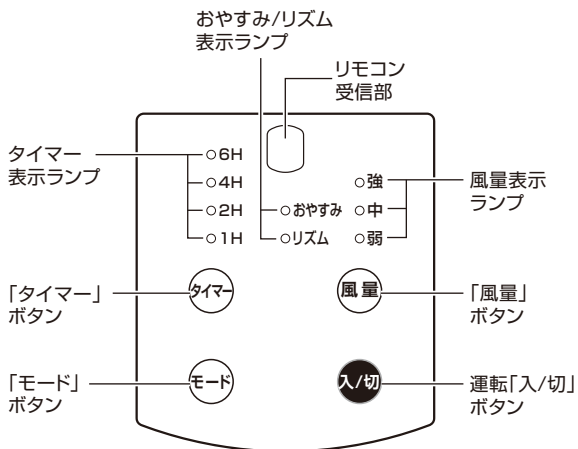 おやすみ/リズム
表示ランプ
リモコン
受信部
タイマー
表示ランプ
6H
4H
2H
1H
おやすみ
リズム
強
中
弱
風量表示
ランプ
「タイマー」
ボタン
タイマー
風量
「風量」
ボタン
「モード」
ボタン
モード
入/切
運転「入/切」
ボタン